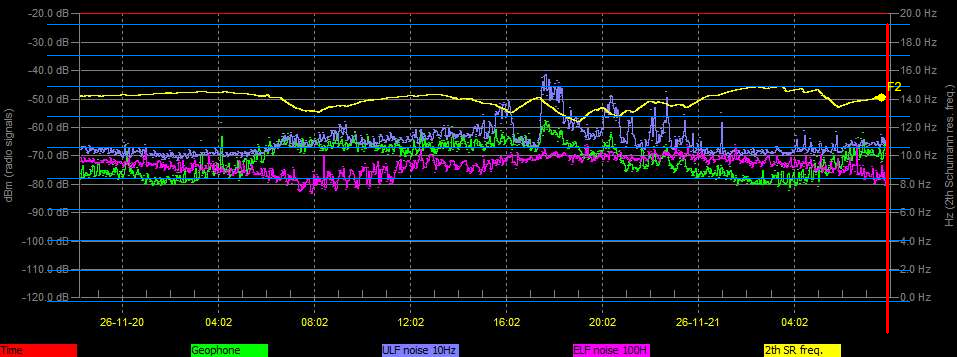 -20.0 dB 20.0 Hz
-30.0 dB 18.0 Hz
-40.0 dB 16.0 Hz
F2
-50.0 dB 14.0 Hz
-60.0 dB 12.0 Hz
-70.0 dB 10.0 Hz
-80.0 dB 8.0 Hz
-90.0 dB 6.0 Hz
-100.0 dB 4.0 Hz
-110.0 dB 2.0 Hz
-120.0 dB 0.0 Hz
dBm (radio signals)
Hz (2th Schumann res. freq.)
26-11-20 04:02 08:02 12:02 16:02 20:02 26-11-21 04:02
Time Geophone ULF noise 10Hz ELF noise 100H 2th SR freq.